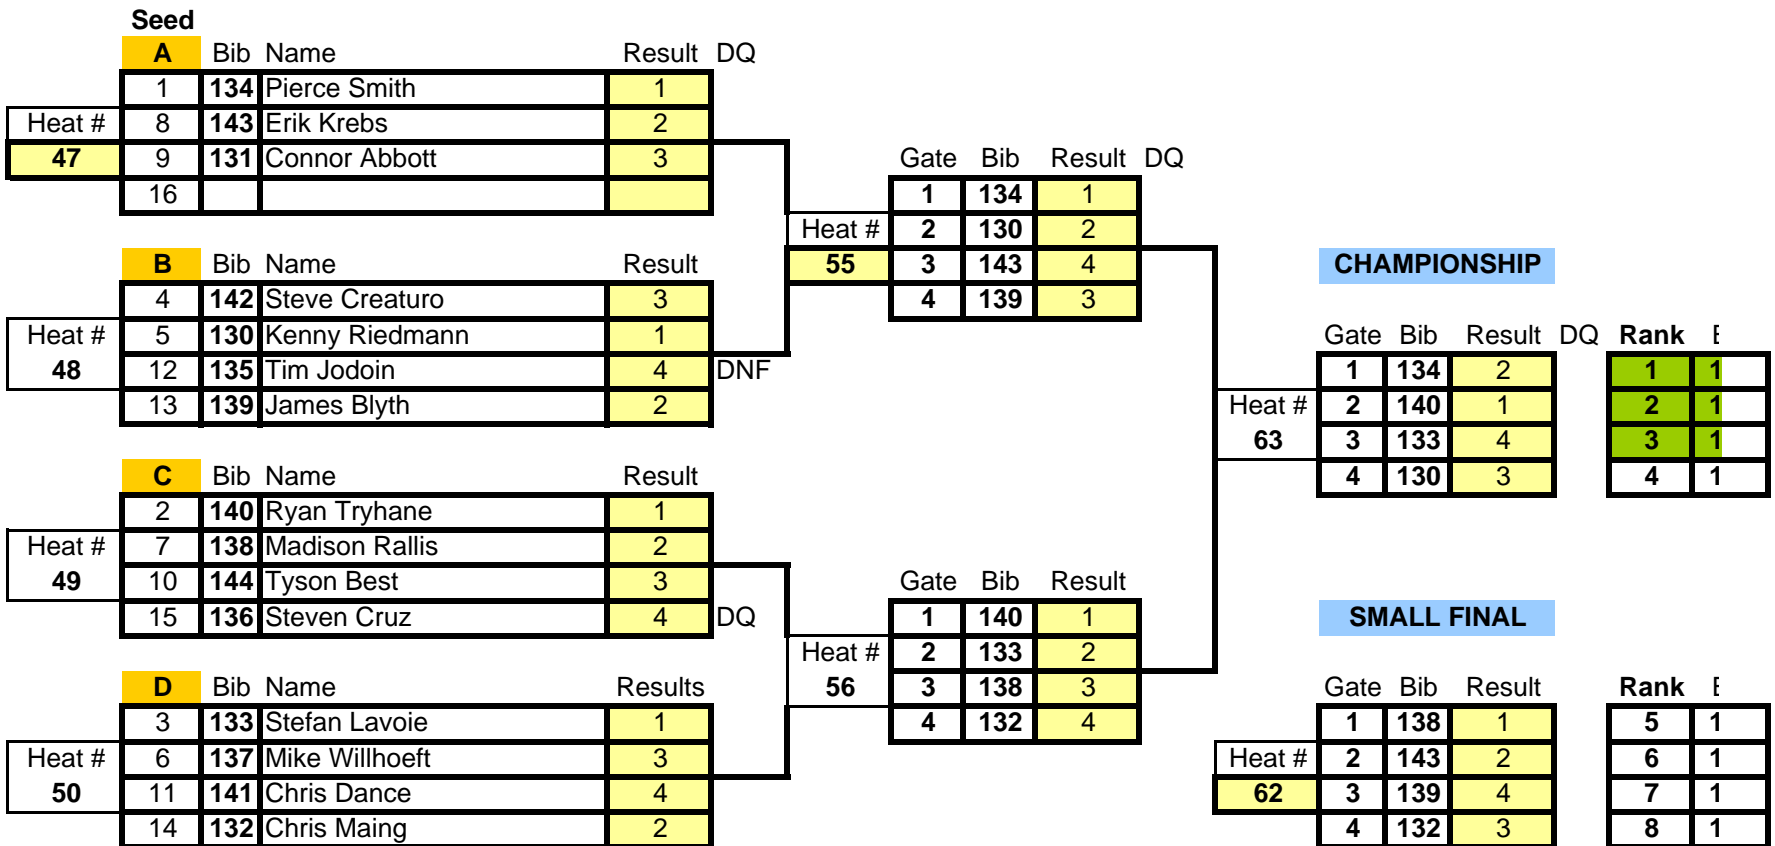 Seed
A Bib Name Result DQ
1 134 Pierce Smith 1
Heat # 8 143 Erik Krebs 2
47 9 131 Connor Abbott 3
16
B Bib Name Result
4 142 Steve Creaturo 3
Heat # 5 130 Kenny Riedmann 1
48 12 135 Tim Jodoin 4 DNF
13 139 James Blyth 2
C Bib Name Result
2 140 Ryan Tryhane 1
Heat # 7 138 Madison Rallis 2
49 10 144 Tyson Best 3
15 136 Steven Cruz 4 DQ
D Bib Name Results
3 133 Stefan Lavoie 1
Heat # 6 137 Mike Willhoeft 3
50 11 141 Chris Dance 4
14 132 Chris Maing 2
Gate Bib Result DQ
1 134 1
Heat # 2 130 2
55 3 143 4
4 139 3
Gate Bib Result
1 140 1
Heat # 2 133 2
56 3 138 3
4 132 4
CHAMPIONSHIP
Gate Bib Result DQ Rank
1 134 2 1 1
Heat # 2 140 1 2 1
63 3 133 4 3 1
4 130 3 4 1
SMALL FINAL
Gate Bib Result Rank
1 138 1 5 1
Heat # 2 143 2 6 1
62 3 139 4 7 1
4 132 3 8 1